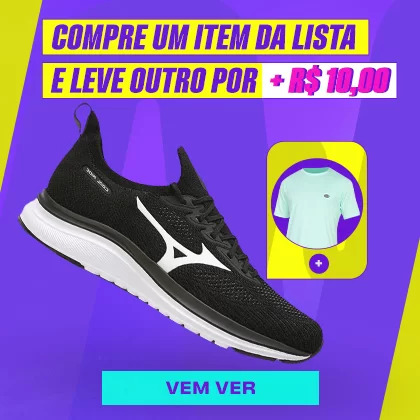 COMPRE UM ITEM DA LISTA
E LEVE OUTRO POR + R$ 10,00
+
VEM VER